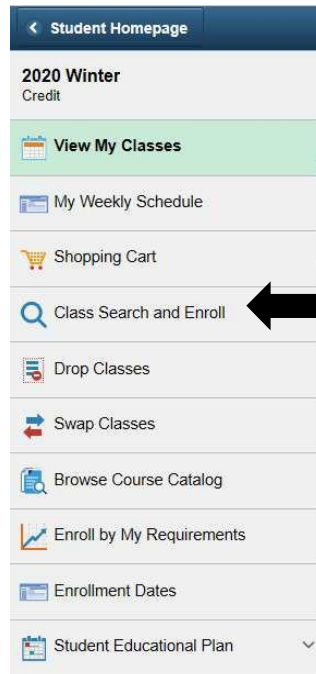 Student Homepage
2020 Winter
Credit
View My Classes
My Weekly Schedule
Shopping Cart
Class Search and Enroll
Drop Classes
Swap Classes
Browse Course Catalog
Enroll by My Requirements
Enrollment Dates
Student Educational Plan